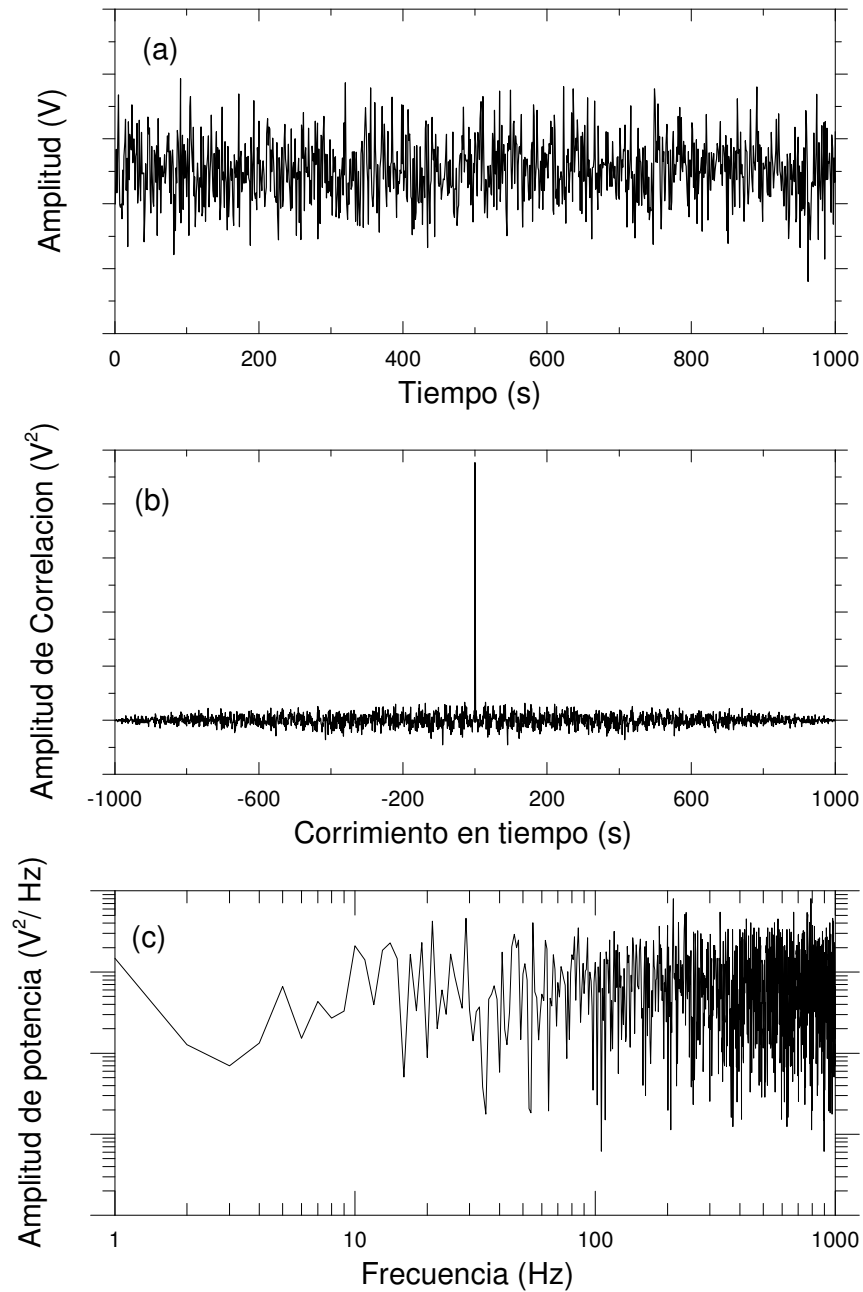 (a)
Amplitud (V)
0 200 400 600 800 1000
Tiempo (s)
(b)
Amplitud de Correlacion (V²)
-1000 -600 -200 200 600 1000
Corrimiento en tiempo (s)
(c)
Amplitud de potencia (V²/ Hz)
1 10 100 1000
Frecuencia (Hz)